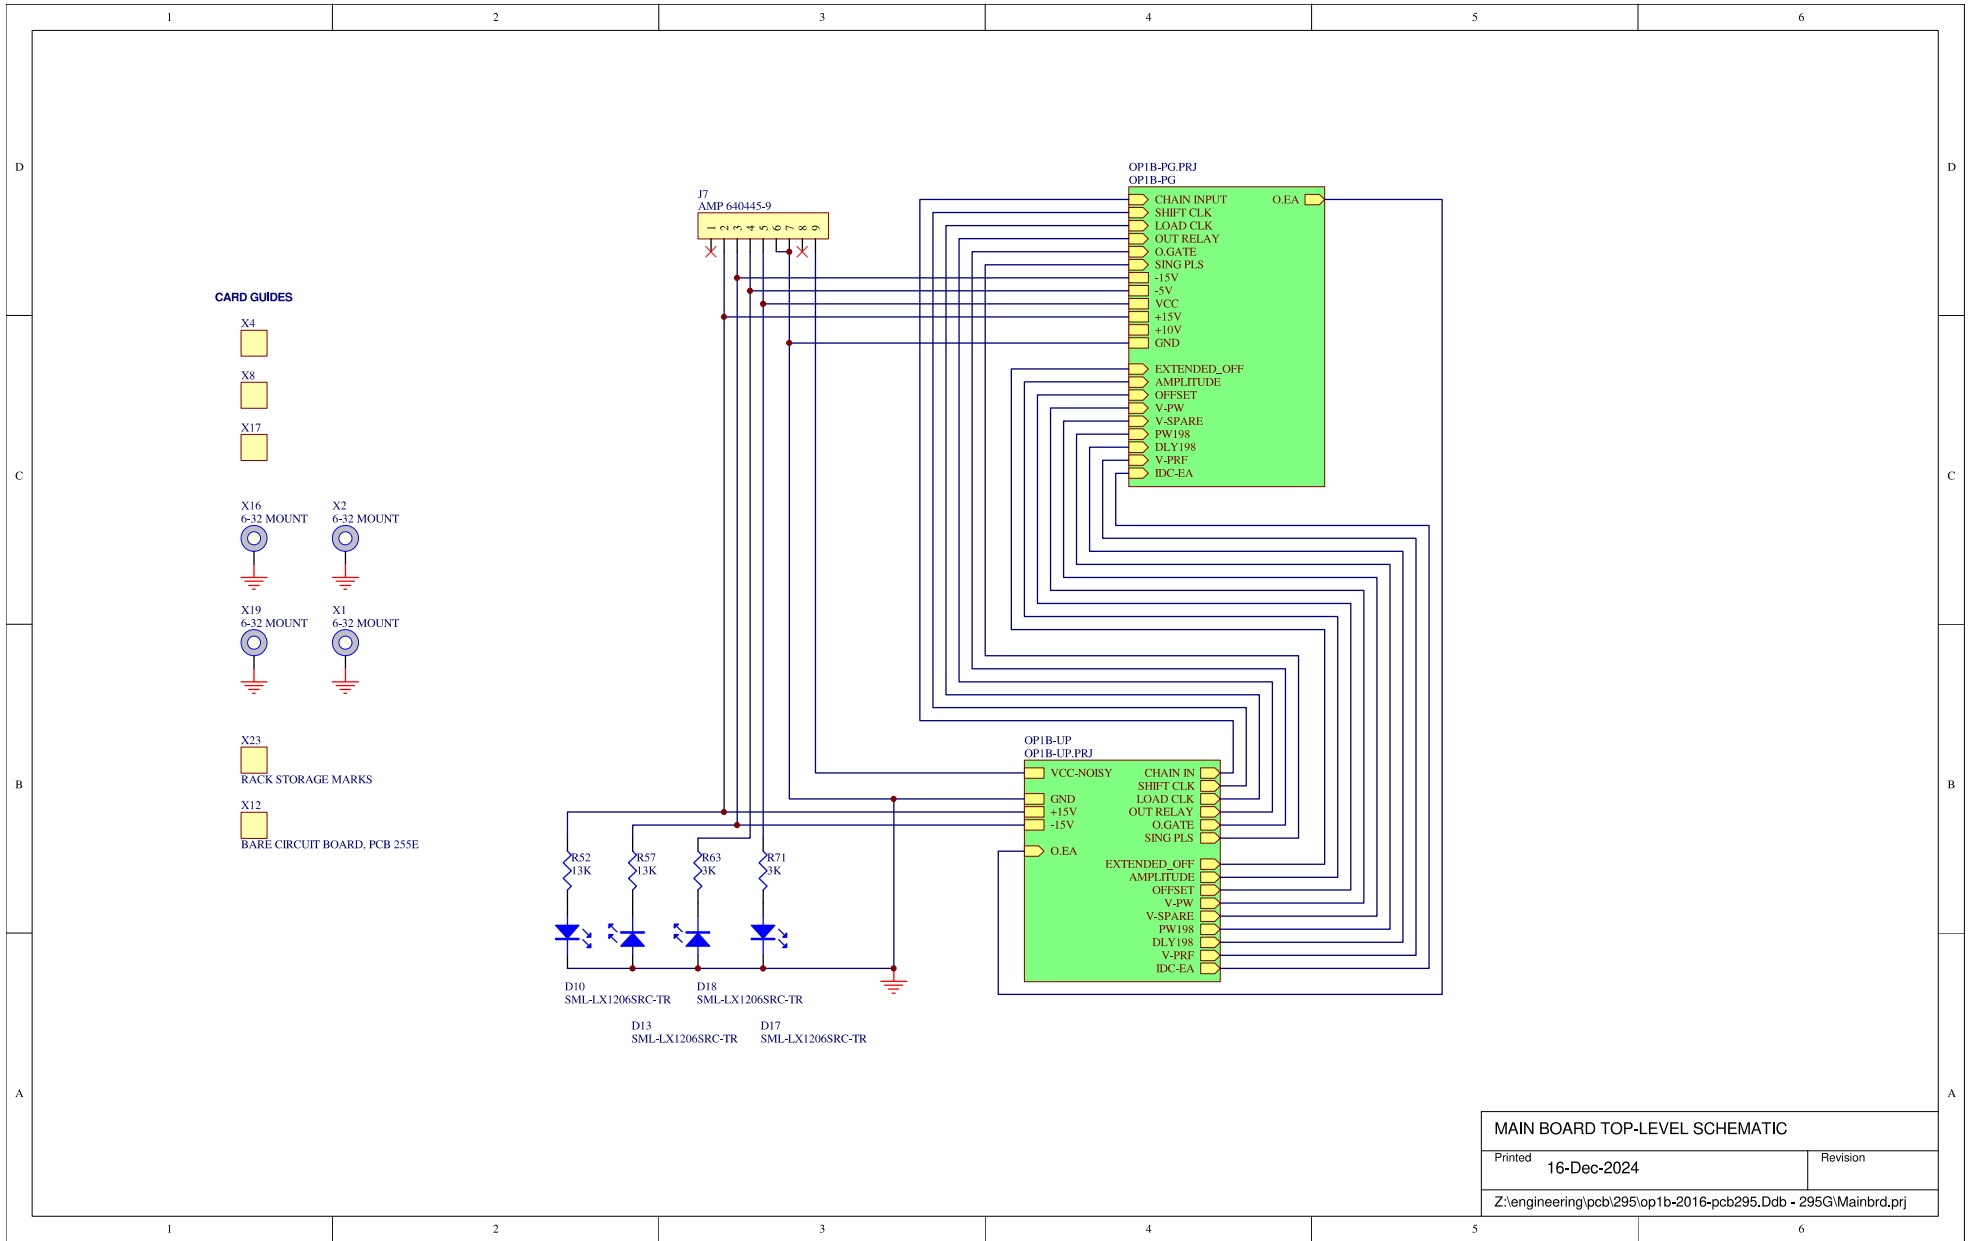 1 2 3 4 5 6
D D
C C
B B
A A
OP1B-PG.PRJ
OP1B-PG
CHAIN INPUT O.EA
SHIFT CLK
LOAD CLK
OUT RELAY
O.GATE
SING PLS
-15V
-5V
VCC
+15V
+10V
GND
EXTENDED_OFF
AMPLITUDE
OFFSET
V-PW
V-SPARE
PW198
DLY198
V-PRF
IDC-EA
J7
AMP 640445-9
1 2 3 4 5 6 7 8 9
CARD GUIDES
X4
X8
X17
X16 X2
6-32 MOUNT 6-32 MOUNT
X19 X1
6-32 MOUNT 6-32 MOUNT
X23
RACK STORAGE MARKS
X12
BARE CIRCUIT BOARD, PCB 255E
OP1B-UP
OP1B-UP.PRJ
VCC-NOISY CHAIN IN
SHIFT CLK
GND LOAD CLK
+15V OUT RELAY
-15V O.GATE
SING PLS
O.EA
EXTENDED_OFF
AMPLITUDE
OFFSET
V-PW
V-SPARE
PW198
DLY198
V-PRF
IDC-EA
R52 R57 R63 R71
13K 13K 3K 3K
D10 D18
SML-LX1206SRC-TR SML-LX1206SRC-TR
D13 D17
SML-LX1206SRC-TR SML-LX1206SRC-TR
MAIN BOARD TOP-LEVEL SCHEMATIC
Printed 16-Dec-2024 Revision
Z:\engineering\pcb\295\op1b-2016-pcb295.Ddb - 295G\Mainbrd.prj
1 2 3 4 5 6